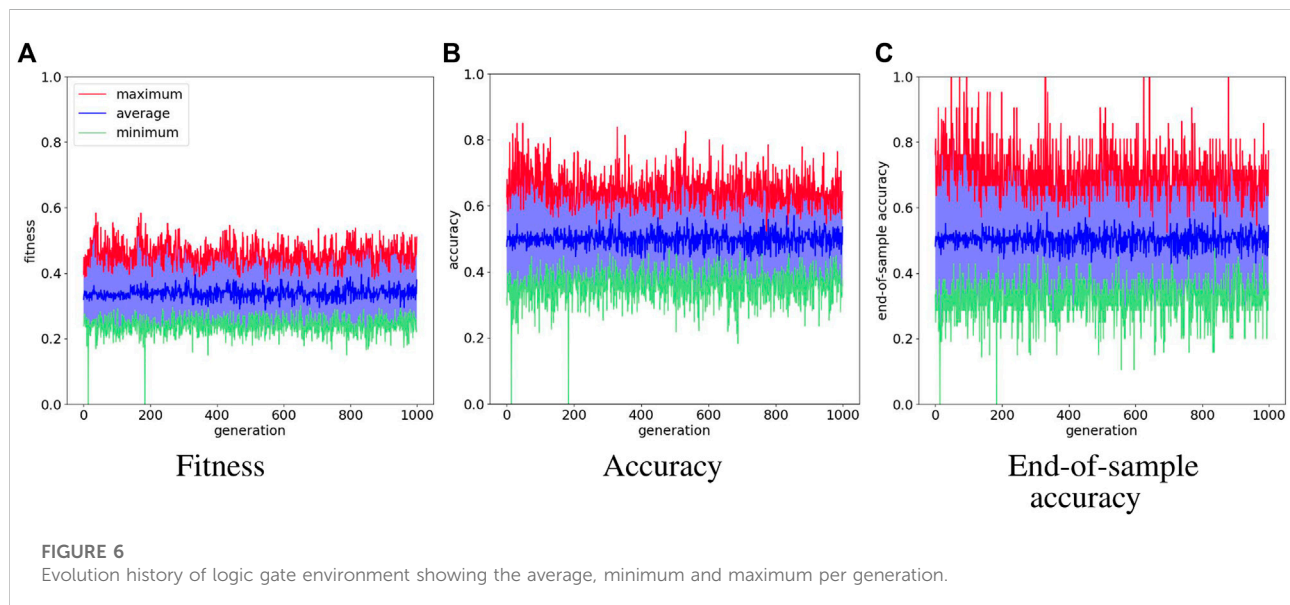 A
B
C
fitness
1.0
0.8
0.6
0.4
0.2
0.0
maximum
average
minimum
0
200
400
600
800
1000
generation
Fitness
accuracy
1.0
0.8
0.6
0.4
0.2
0.0
0
200
400
600
800
1000
generation
Accuracy
end-of-sample accuracy
1.0
0.8
0.6
0.4
0.2
0.0
0
200
400
600
800
1000
generation
End-of-sample
accuracy
FIGURE 6
Evolution history of logic gate environment showing the average, minimum and maximum per generation.